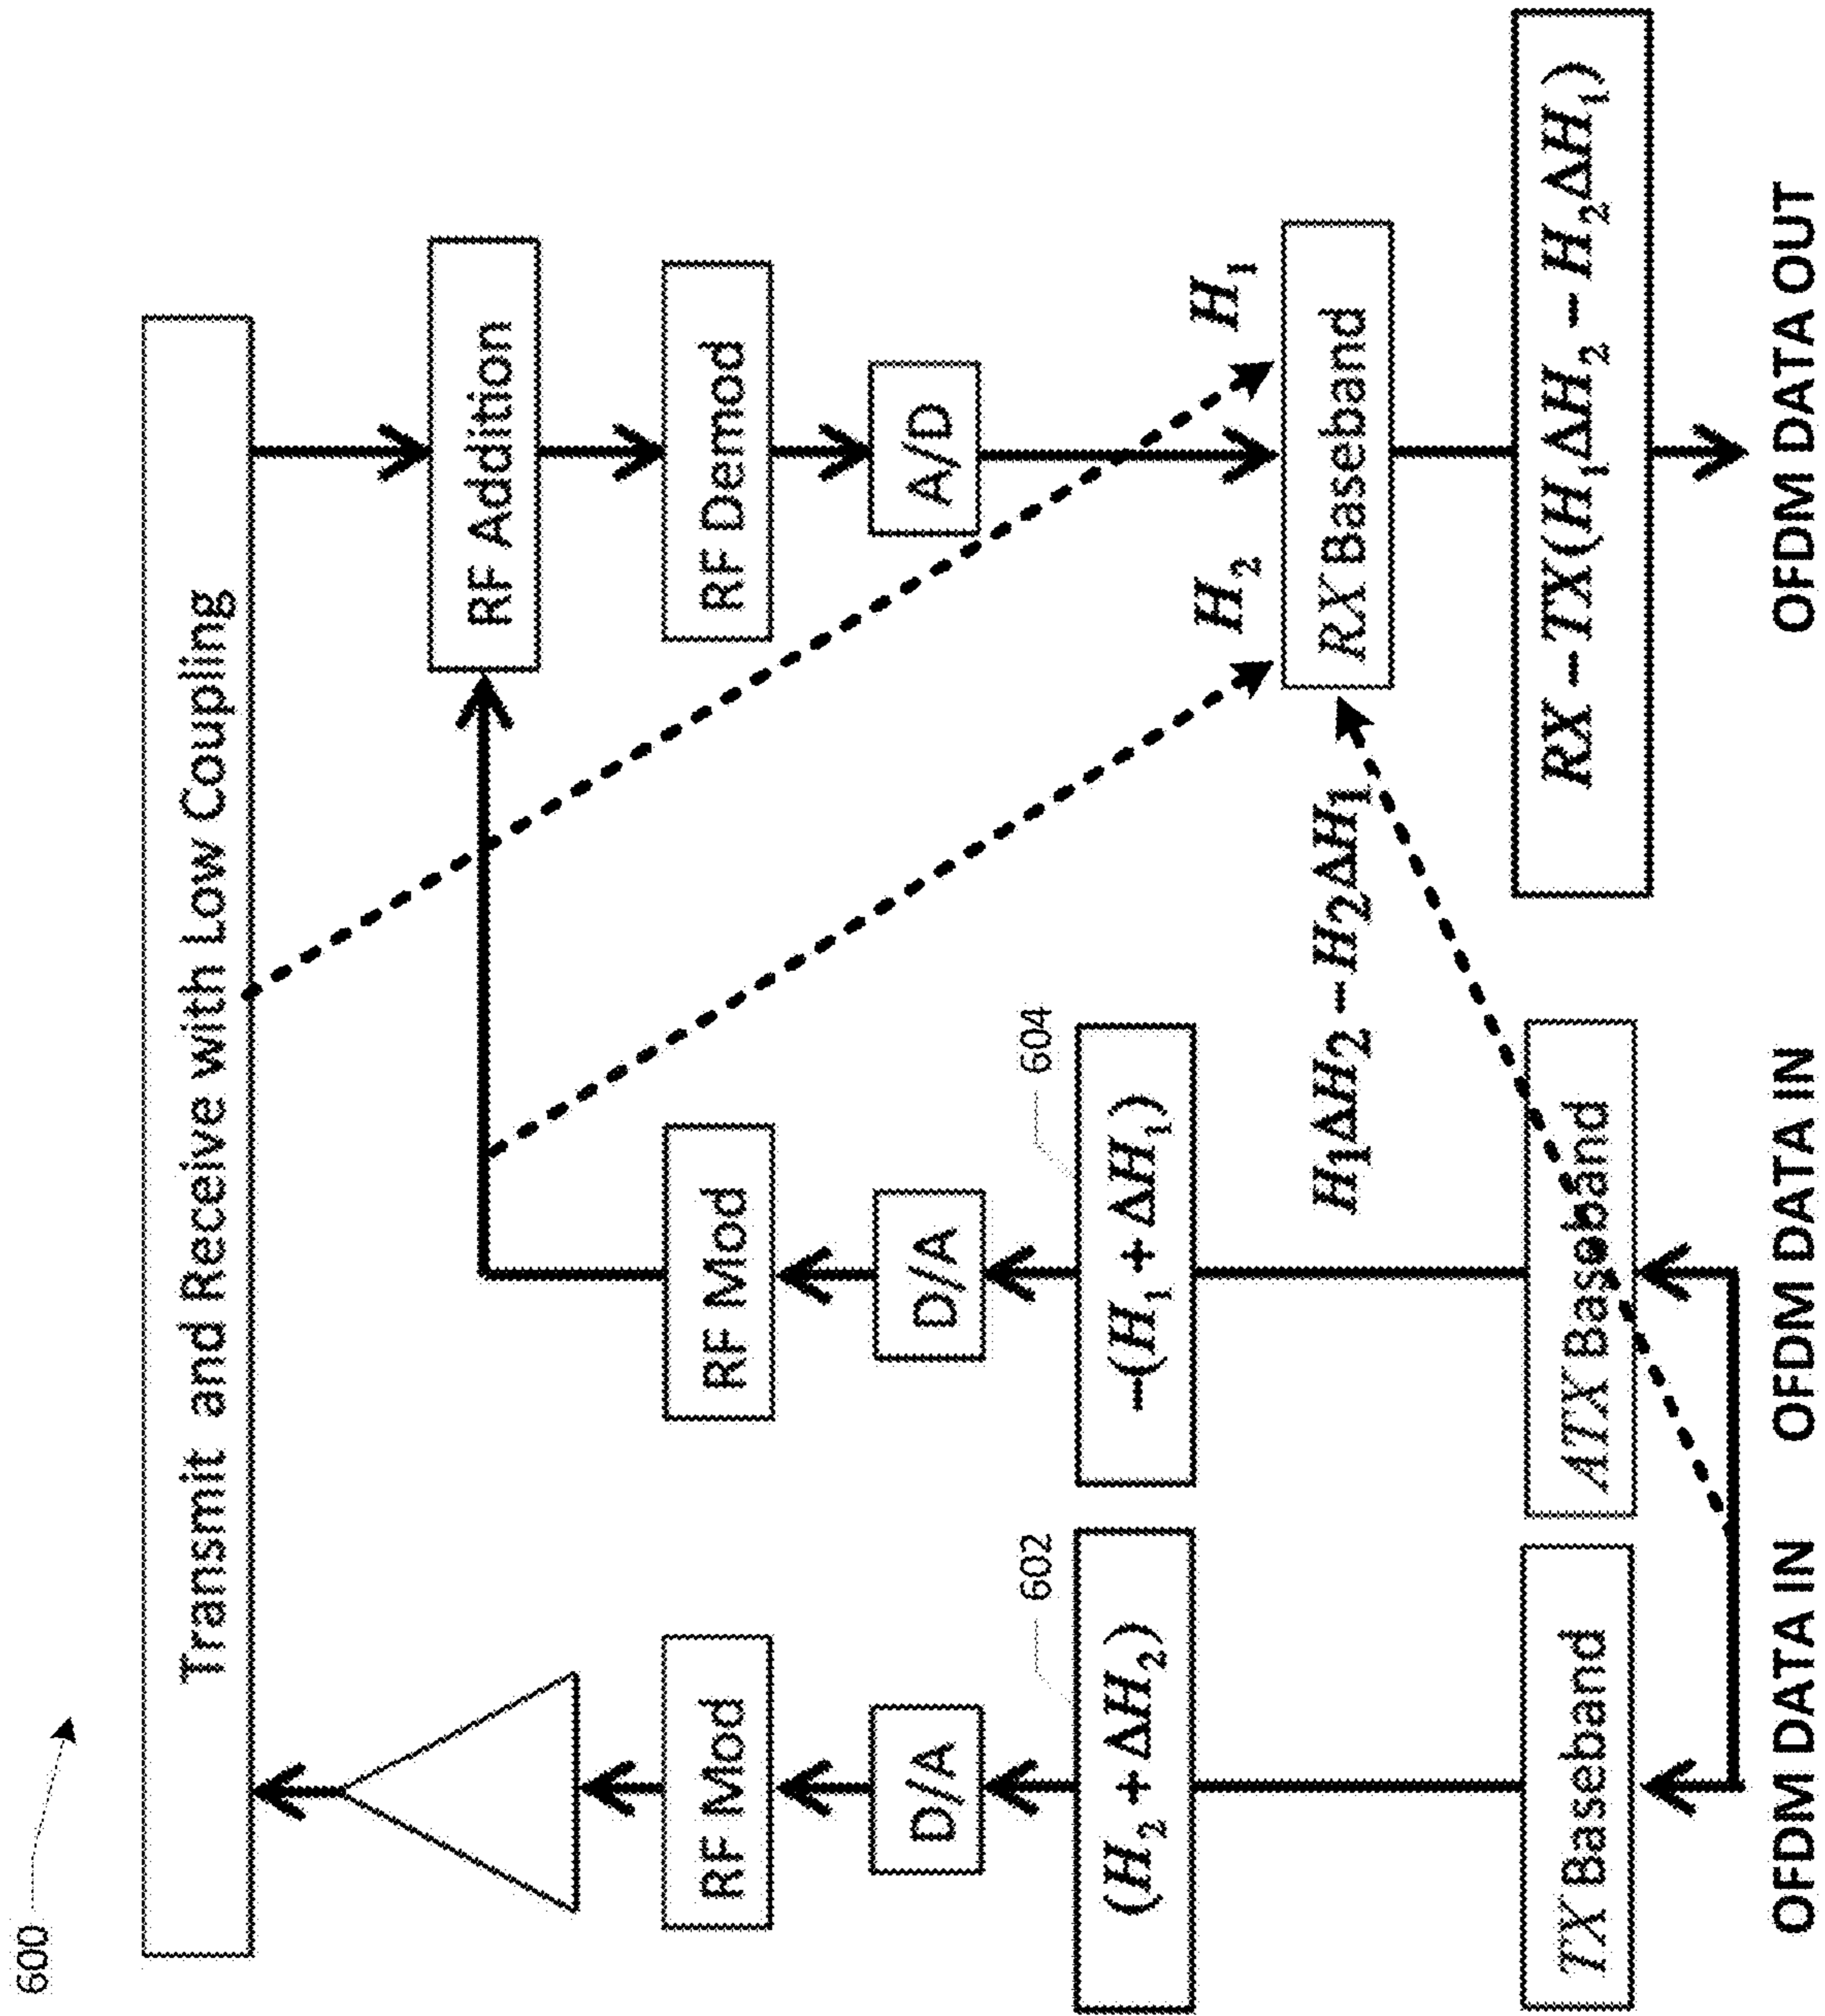 600
Transmit and Receive with Low Coupling
RF Mod
D/A
602
(H₂ + ΔH₂)
TX Baseband
OFDM DATA IN
RF Mod
D/A
604
−(H₁ + ΔH₁)
ATX Baseband
OFDM DATA IN
H₁ΔH₂ − H₂ΔH₁
RF Addition
RF Demod
A/D
H₂
H₁
RX Baseband
RX − TX(H₁ΔH₂ − H₂ΔH₁)
OFDM DATA OUT